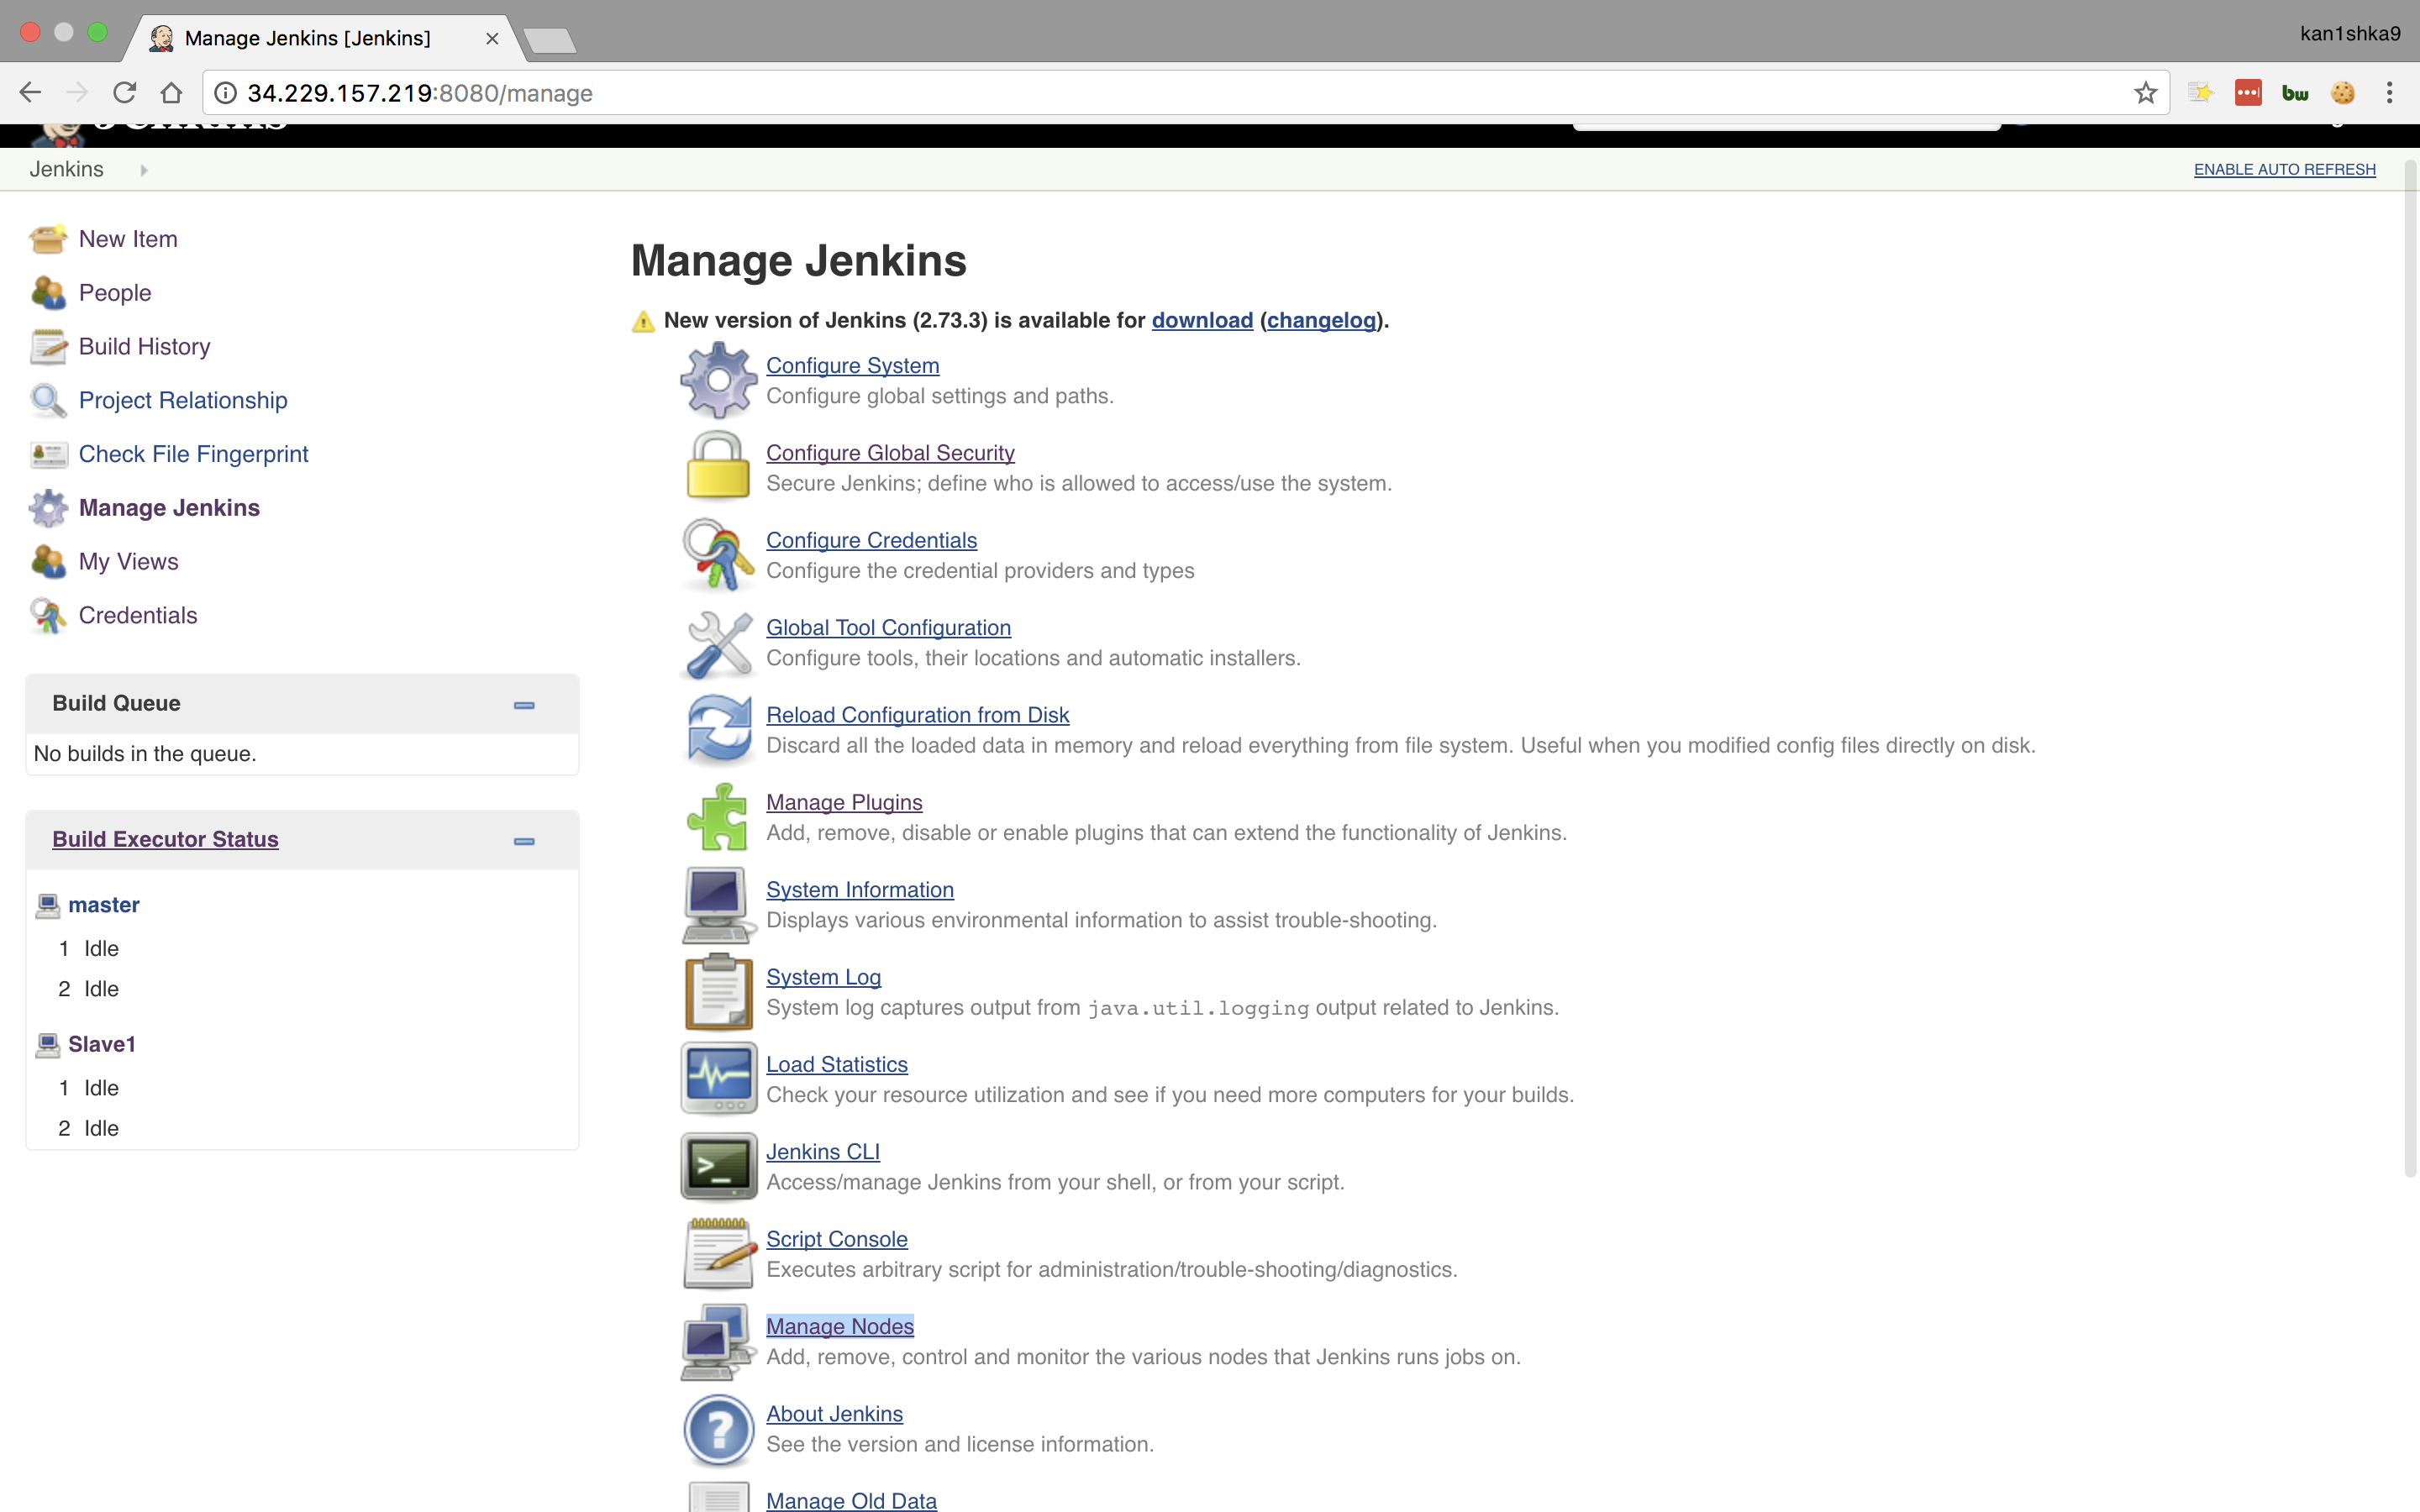 Manage Jenkins [Jenkins]
kan1shka9
34.229.157.219:8080/manage
bw
Jenkins
Jenkins
ENABLE AUTO REFRESH
New Item
People
Build History
Project Relationship
Check File Fingerprint
Manage Jenkins
My Views
Credentials
Build Queue
No builds in the queue.
Build Executor Status
master
1 Idle
2 Idle
Slave1
1 Idle
2 Idle
Manage Jenkins
New version of Jenkins (2.73.3) is available for download (changelog).
Configure System
Configure global settings and paths.
Configure Global Security
Secure Jenkins; define who is allowed to access/use the system.
Configure Credentials
Configure the credential providers and types
Global Tool Configuration
Configure tools, their locations and automatic installers.
Reload Configuration from Disk
Discard all the loaded data in memory and reload everything from file system. Useful when you modified config files directly on disk.
Manage Plugins
Add, remove, disable or enable plugins that can extend the functionality of Jenkins.
System Information
Displays various environmental information to assist trouble-shooting.
System Log
System log captures output from java.util.logging output related to Jenkins.
Load Statistics
Check your resource utilization and see if you need more computers for your builds.
Jenkins CLI
Access/manage Jenkins from your shell, or from your script.
Script Console
Executes arbitrary script for administration/trouble-shooting/diagnostics.
Manage Nodes
Add, remove, control and monitor the various nodes that Jenkins runs jobs on.
About Jenkins
See the version and license information.
Manage Old Data